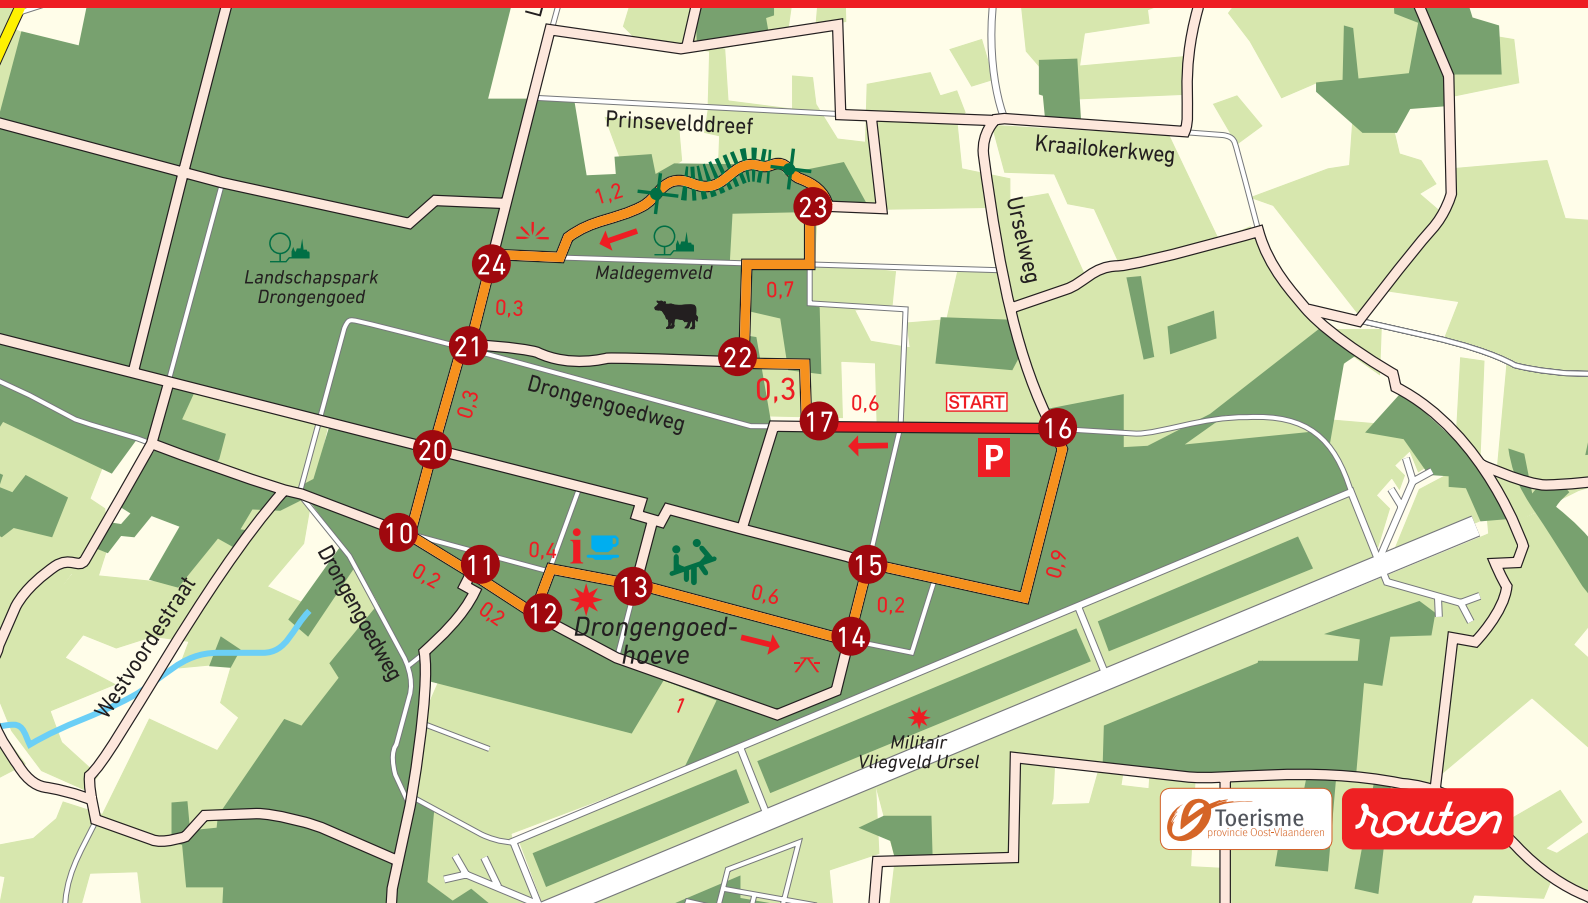 Prinsevelddreef
Kraailokerkweg
1,2
23
Urselweg
24
Landschapspark
Drongengoed
Maldegemveld
0,7
0,3
21
22
Drongengoedweg
0,3
0,3
0,6
START
17
16
P
20
10
0,4
i
11
15
0,9
Drongengoedweg
0,2
13
0,6
0,2
Westvoordestraat
0,2
12
Drongengoed-
hoeve
14
1
Militair
Vliegveld Ursel
Toerisme
provincie Oost-Vlaanderen
routen